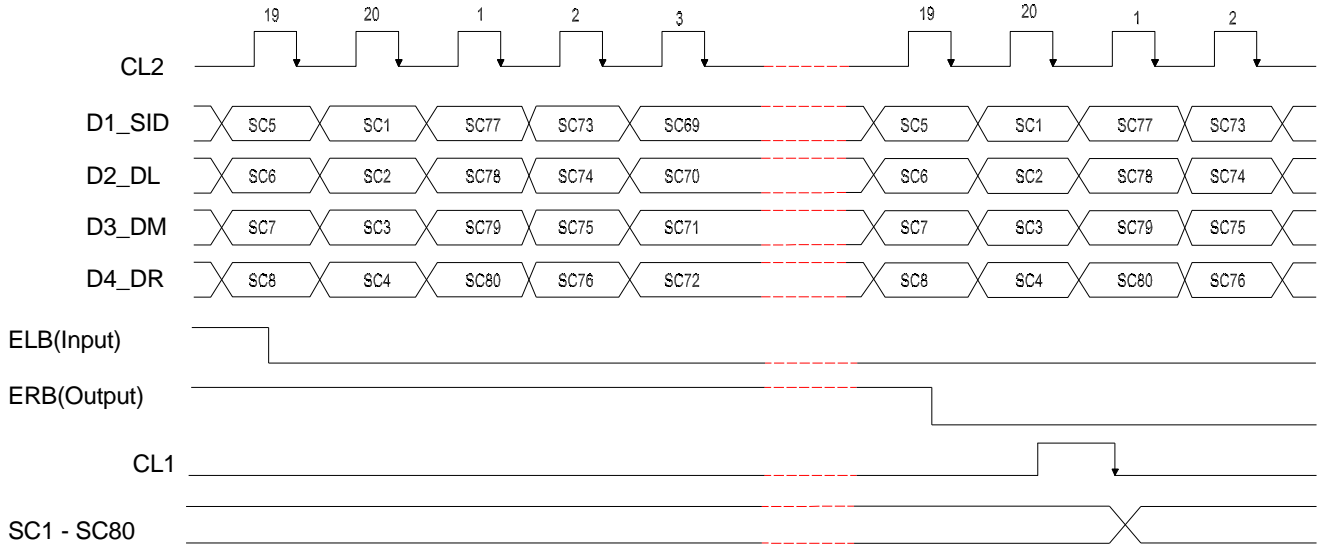 19 20 1 2 3 19 20 1 2
CL2
D1_SID SC5 SC1 SC77 SC73 SC69 SC5 SC1 SC77 SC73
D2_DL SC6 SC2 SC78 SC74 SC70 SC6 SC2 SC78 SC74
D3_DM SC7 SC3 SC79 SC75 SC71 SC7 SC3 SC79 SC75
D4_DR SC8 SC4 SC80 SC76 SC72 SC8 SC4 SC80 SC76
ELB(Input)
ERB(Output)
CL1
SC1 - SC80